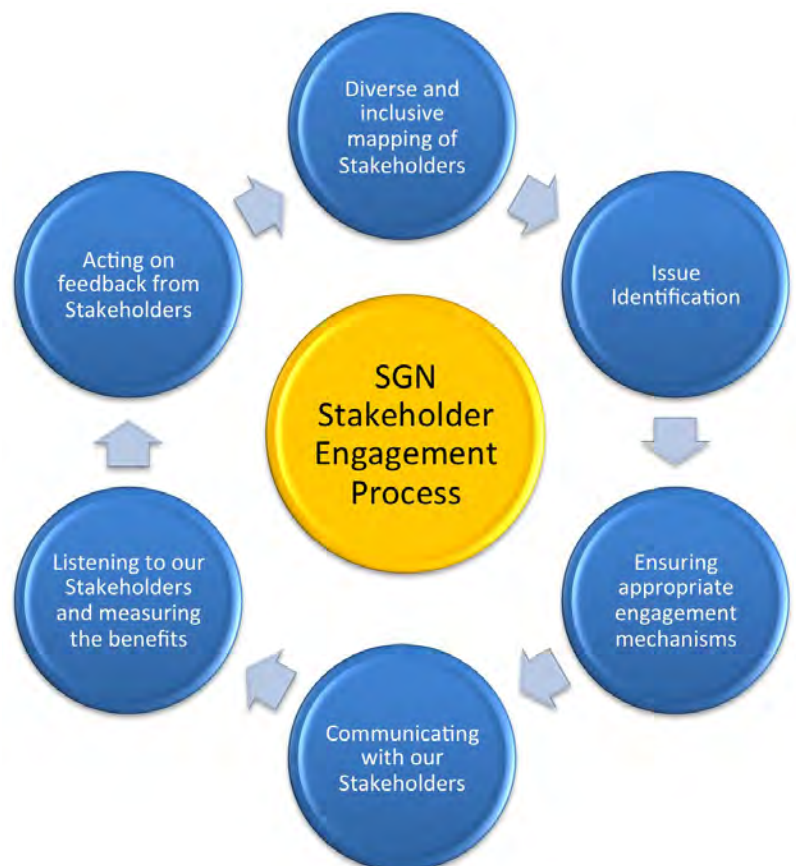 Diverse and
inclusive
mapping of
Stakeholders
Issue
Identification
Ensuring
appropriate
engagement
mechanisms
Communicating
with our
Stakeholders
Listening to our
Stakeholders
and measuring
the benefits
Acting on
feedback from
Stakeholders
SGN
Stakeholder
Engagement
Process